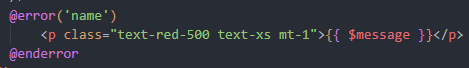 @error('name')
<p class="text-red-500 text-xs mt-1">{{ $message }}</p>
@enderror